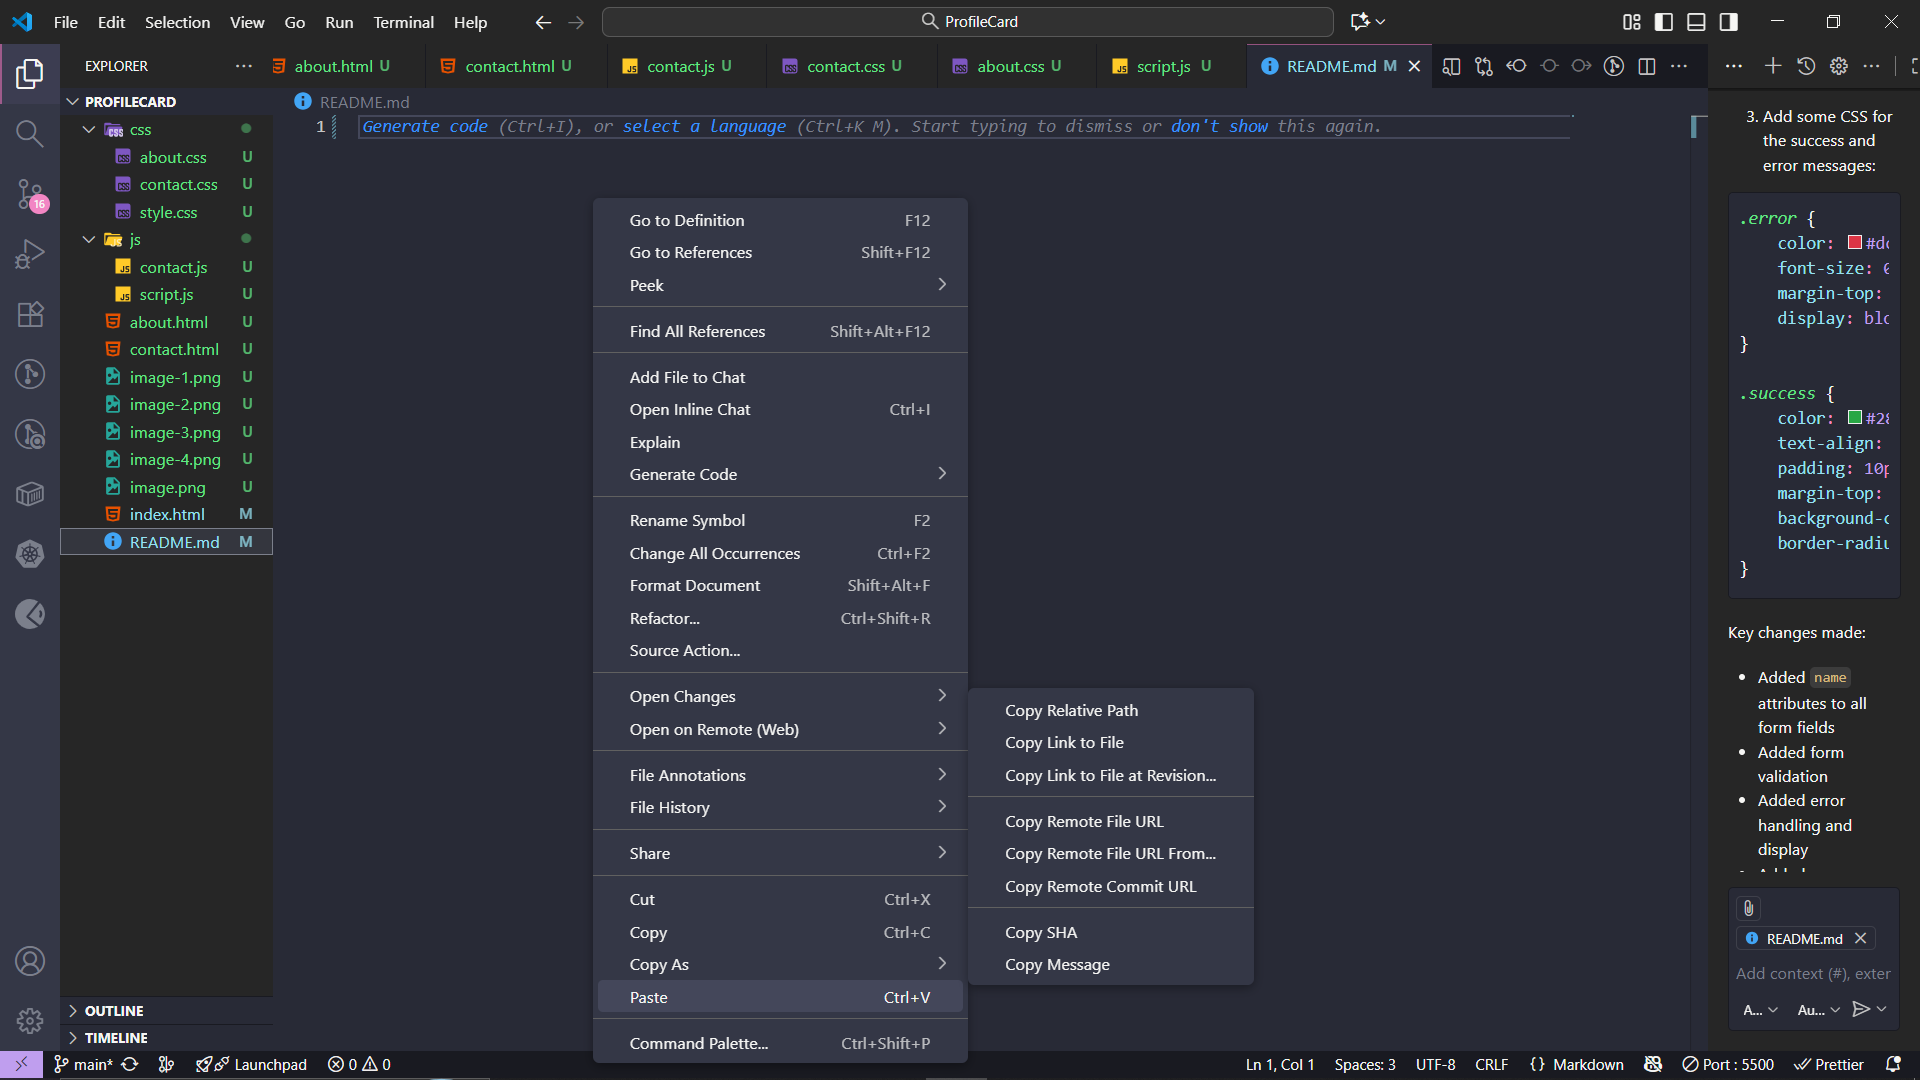 File Edit Selection View Go Run Terminal Help
ProfileCard
EXPLORER
about.html U
contact.html U
contact.js U
contact.css U
about.css U
script.js U
README.md M
PROFILECARD
css
about.css U
contact.css U
style.css U
js
contact.js U
script.js U
about.html U
contact.html U
image-1.png U
image-2.png U
image-3.png U
image-4.png U
image.png U
index.html M
README.md M
16
OUTLINE
TIMELINE
README.md
1 Generate code (Ctrl+I), or select a language (Ctrl+K M). Start typing to dismiss or don't show this again.
Go to Definition F12
Go to References Shift+F12
Peek
Find All References Shift+Alt+F12
Add File to Chat
Open Inline Chat Ctrl+I
Explain
Generate Code
Rename Symbol F2
Change All Occurrences Ctrl+F2
Format Document Shift+Alt+F
Refactor... Ctrl+Shift+R
Source Action...
Open Changes
Open on Remote (Web)
File Annotations
File History
Share
Cut Ctrl+X
Copy Ctrl+C
Copy As
Paste Ctrl+V
Command Palette... Ctrl+Shift+P
Copy Relative Path
Copy Link to File
Copy Link to File at Revision...
Copy Remote File URL
Copy Remote File URL From...
Copy Remote Commit URL
Copy SHA
Copy Message
3. Add some CSS for
the success and
error messages:
.error {
color: #dc
font-size: 0
margin-top:
display: blo
}
.success {
color: #28
text-align:
padding: 10p
margin-top:
background-c
border-radiu
}
Key changes made:
• Added name
attributes to all
form fields
• Added form
validation
• Added error
handling and
display
README.md
Add context (#), exter
A...
Au...
main*
Launchpad
0 0
Ln 1, Col 1
Spaces: 3
UTF-8
CRLF
{} Markdown
Port : 5500
Prettier